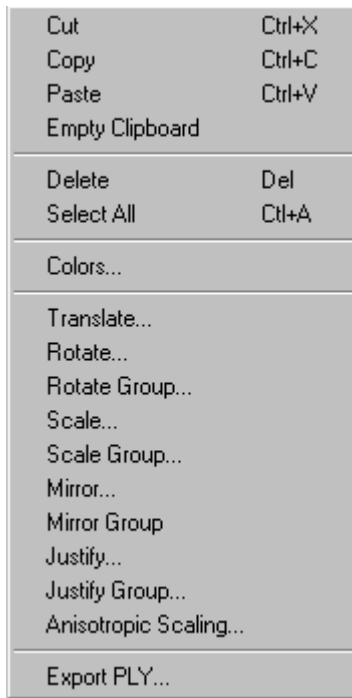 Cut Ctrl+X
Copy Ctrl+C
Paste Ctrl+V
Empty Clipboard
Delete Del
Select All Ctl+A
Colors...
Translate...
Rotate...
Rotate Group...
Scale...
Scale Group...
Mirror...
Mirror Group
Justify...
Justify Group...
Anisotropic Scaling...
Export PLY...